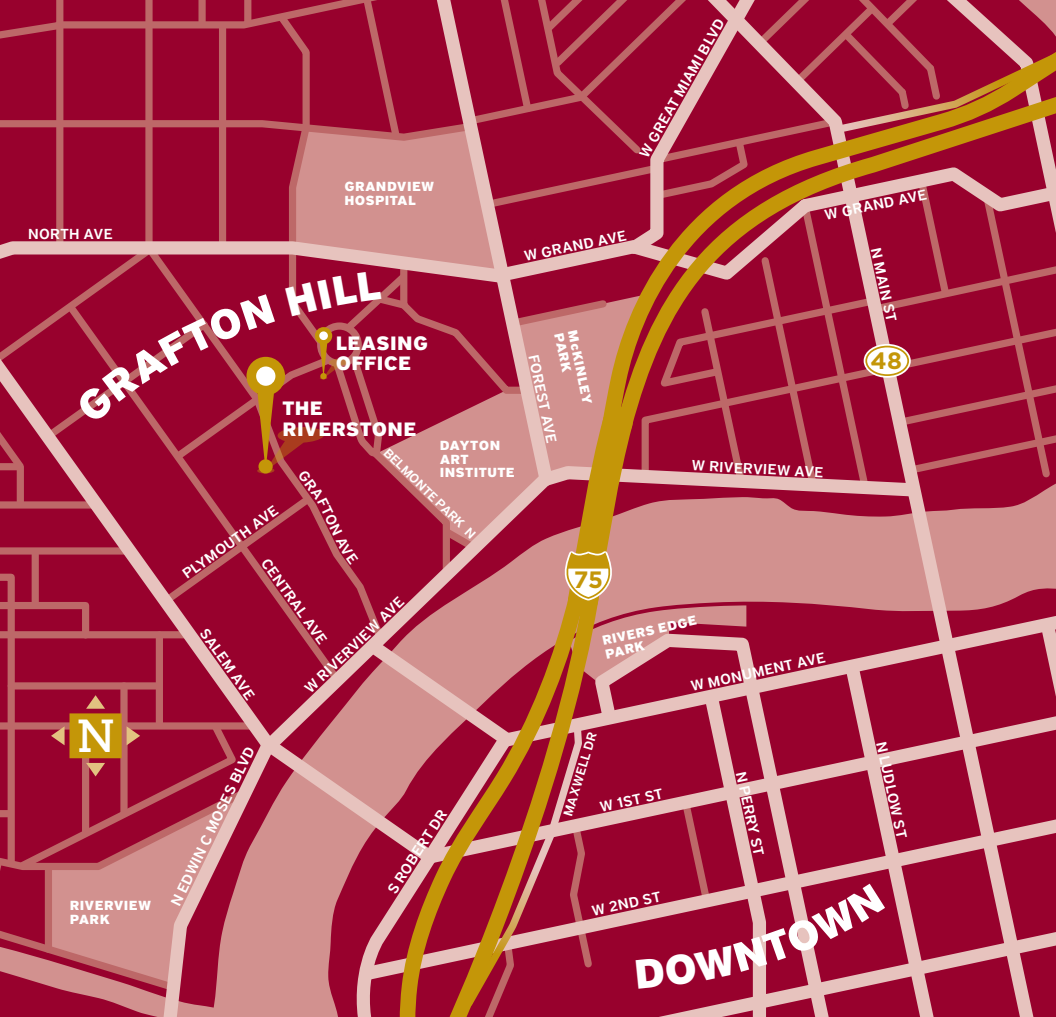 W GREAT MIAMI BLVD
GRANDVIEW
HOSPITAL
NORTH AVE
W GRAND AVE
W GRAND AVE
N MAIN ST
GRAFTON HILL
LEASING
OFFICE
McKINLEY
PARK
FOREST AVE
48
THE
RIVERSTONE
DAYTON
ART
INSTITUTE
BELMONTE PARK N
W RIVERVIEW AVE
GRAFTON AVE
PLYMOUTH AVE
CENTRAL AVE
75
SALEM AVE
W RIVERVIEW AVE
RIVERS EDGE
PARK
W MONUMENT AVE
N
N EDWIN C MOSES BLVD
MAXWELL DR
W 1ST ST
N PERRY ST
N LUDLOW ST
S ROBERT DR
RIVERVIEW
PARK
W 2ND ST
DOWNTOWN